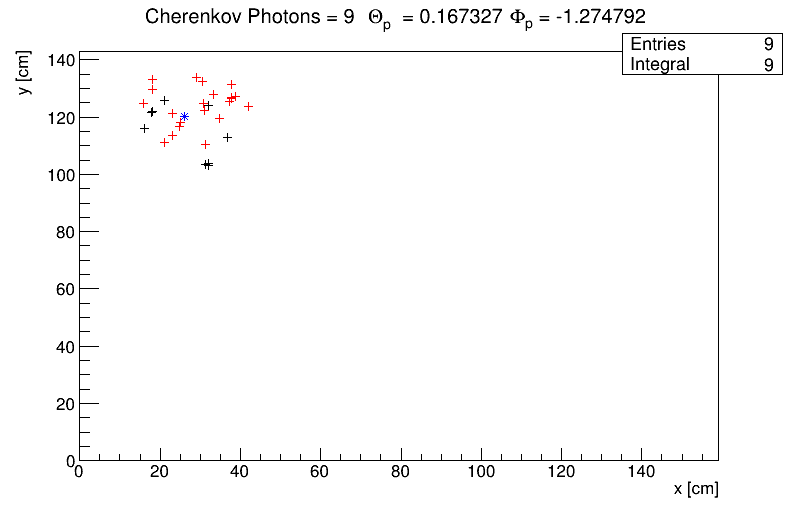 Cherenkov Photons = 9 Θp = 0.167327 Φp = -1.274792
Entries 9
Integral 9
y [cm]
140
120
100
80
60
40
20
0
0 20 40 60 80 100 120 140
x [cm]